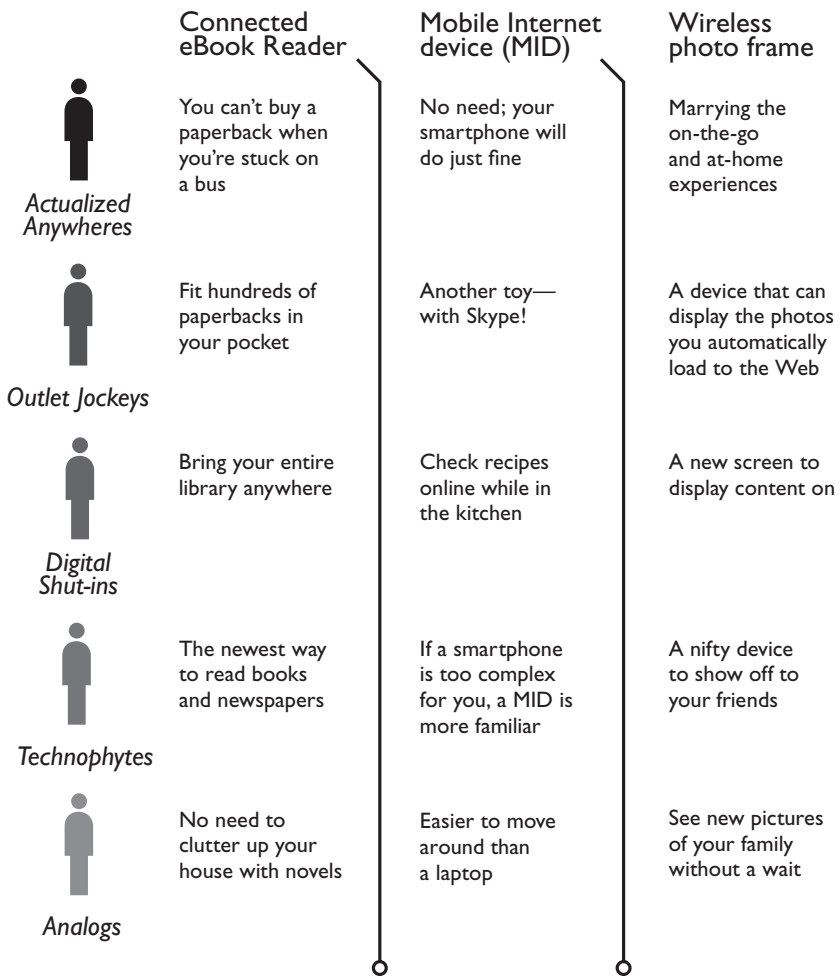 Connected
eBook Reader
Mobile Internet
device (MID)
Wireless
photo frame
Actualized
Anywheres
You can’t buy a
paperback when
you’re stuck on
a bus
No need; your
smartphone will
do just fine
Marrying the
on-the-go
and at-home
experiences
Outlet Jockeys
Fit hundreds of
paperbacks in
your pocket
Another toy—
with Skype!
A device that can
display the photos
you automatically
load to the Web
Digital
Shut-ins
Bring your entire
library anywhere
Check recipes
online while in
the kitchen
A new screen to
display content on
Technophytes
The newest way
to read books
and newspapers
If a smartphone
is too complex
for you, a MID is
more familiar
A nifty device
to show off to
your friends
Analogs
No need to
clutter up your
house with novels
Easier to move
around than
a laptop
See new pictures
of your family
without a wait